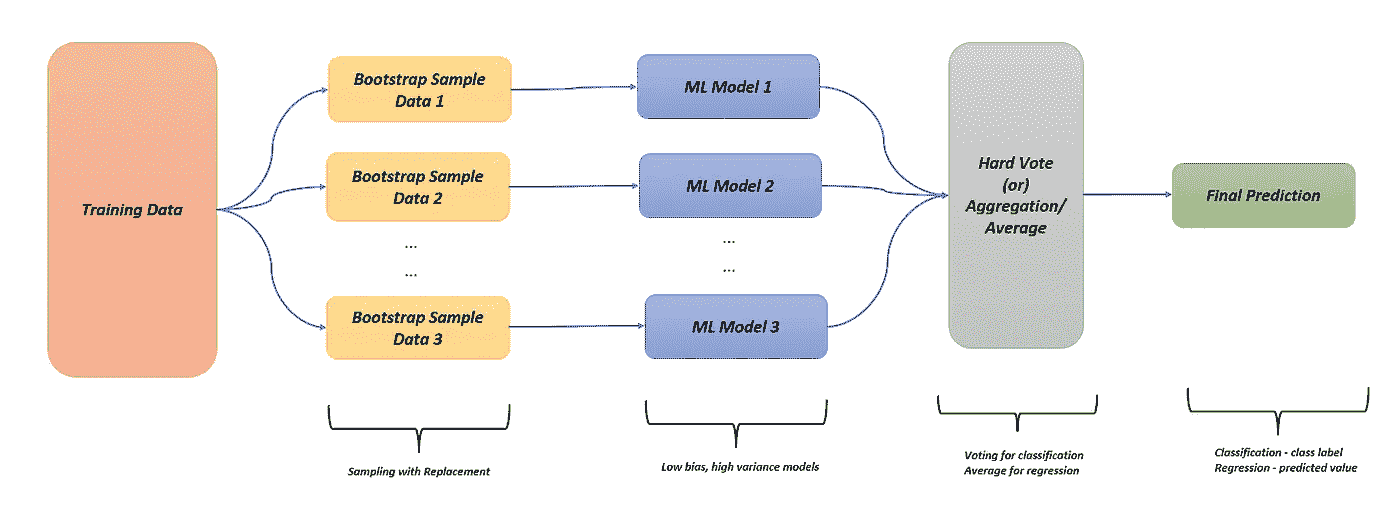 Training Data
Bootstrap Sample
Data 1
Bootstrap Sample
Data 2
...
...
Bootstrap Sample
Data 3
ML Model 1
ML Model 2
...
...
ML Model 3
Hard Vote
(or)
Aggregation/
Average
Final Prediction
Sampling with Replacement
Low bias, high variance models
Voting for classification
Average for regression
Classification - class label
Regression - predicted value